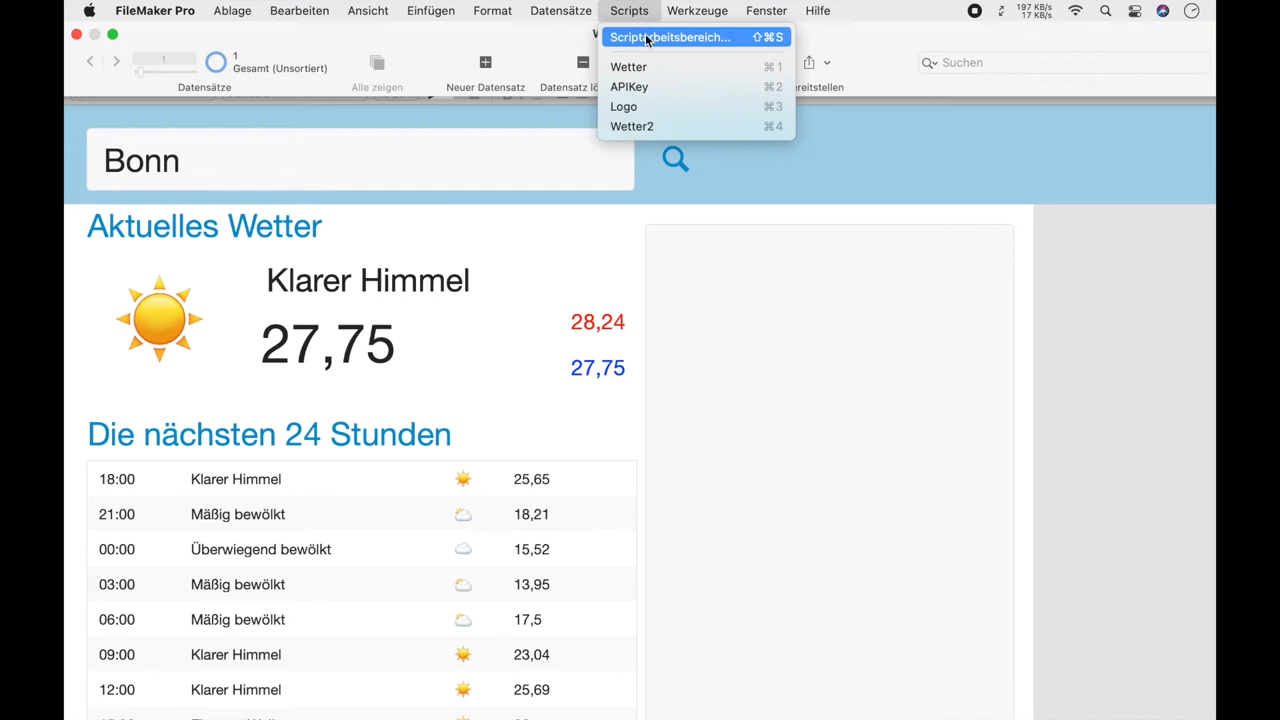 FileMaker Pro Ablage Bearbeiten Ansicht Einfügen Format Datensätze Scripts Werkzeuge Fenster Hilfe 197 KB/s
17 KB/s
Scriptarbeitsbereich... ⇧⌘S
Wetter ⌘1
APIKey ⌘2
Logo ⌘3
Wetter2 ⌘4
1
1
Gesamt (Unsortiert)
Datensätze
Alle zeigen
Neuer Datensatz
Datensatz
Suchen
Bonn
Aktuelles Wetter
Klarer Himmel
27,75
28,24
27,75
Die nächsten 24 Stunden
18:00 Klarer Himmel 25,65
21:00 Mäßig bewölkt 18,21
00:00 Überwiegend bewölkt 15,52
03:00 Mäßig bewölkt 13,95
06:00 Mäßig bewölkt 17,5
09:00 Klarer Himmel 23,04
12:00 Klarer Himmel 25,69